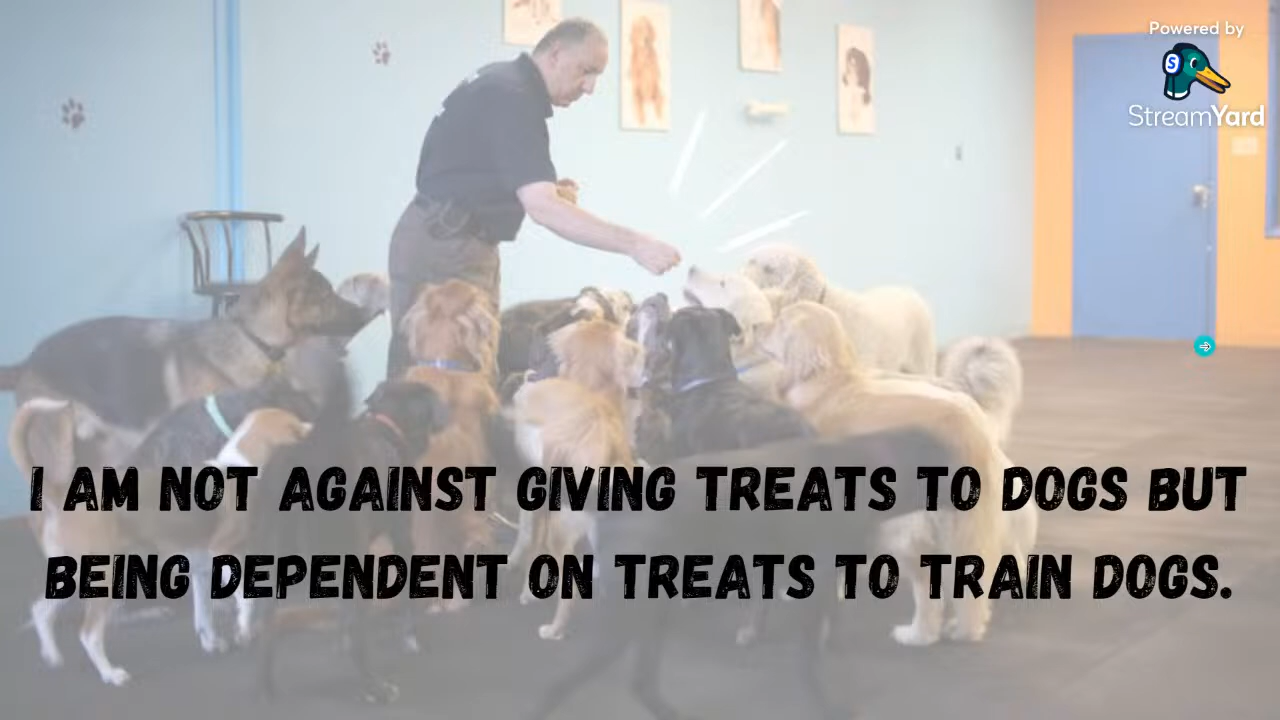 Powered by
S
StreamYard
I AM NOT AGAINST GIVING TREATS TO DOGS BUT
BEING DEPENDENT ON TREATS TO TRAIN DOGS.